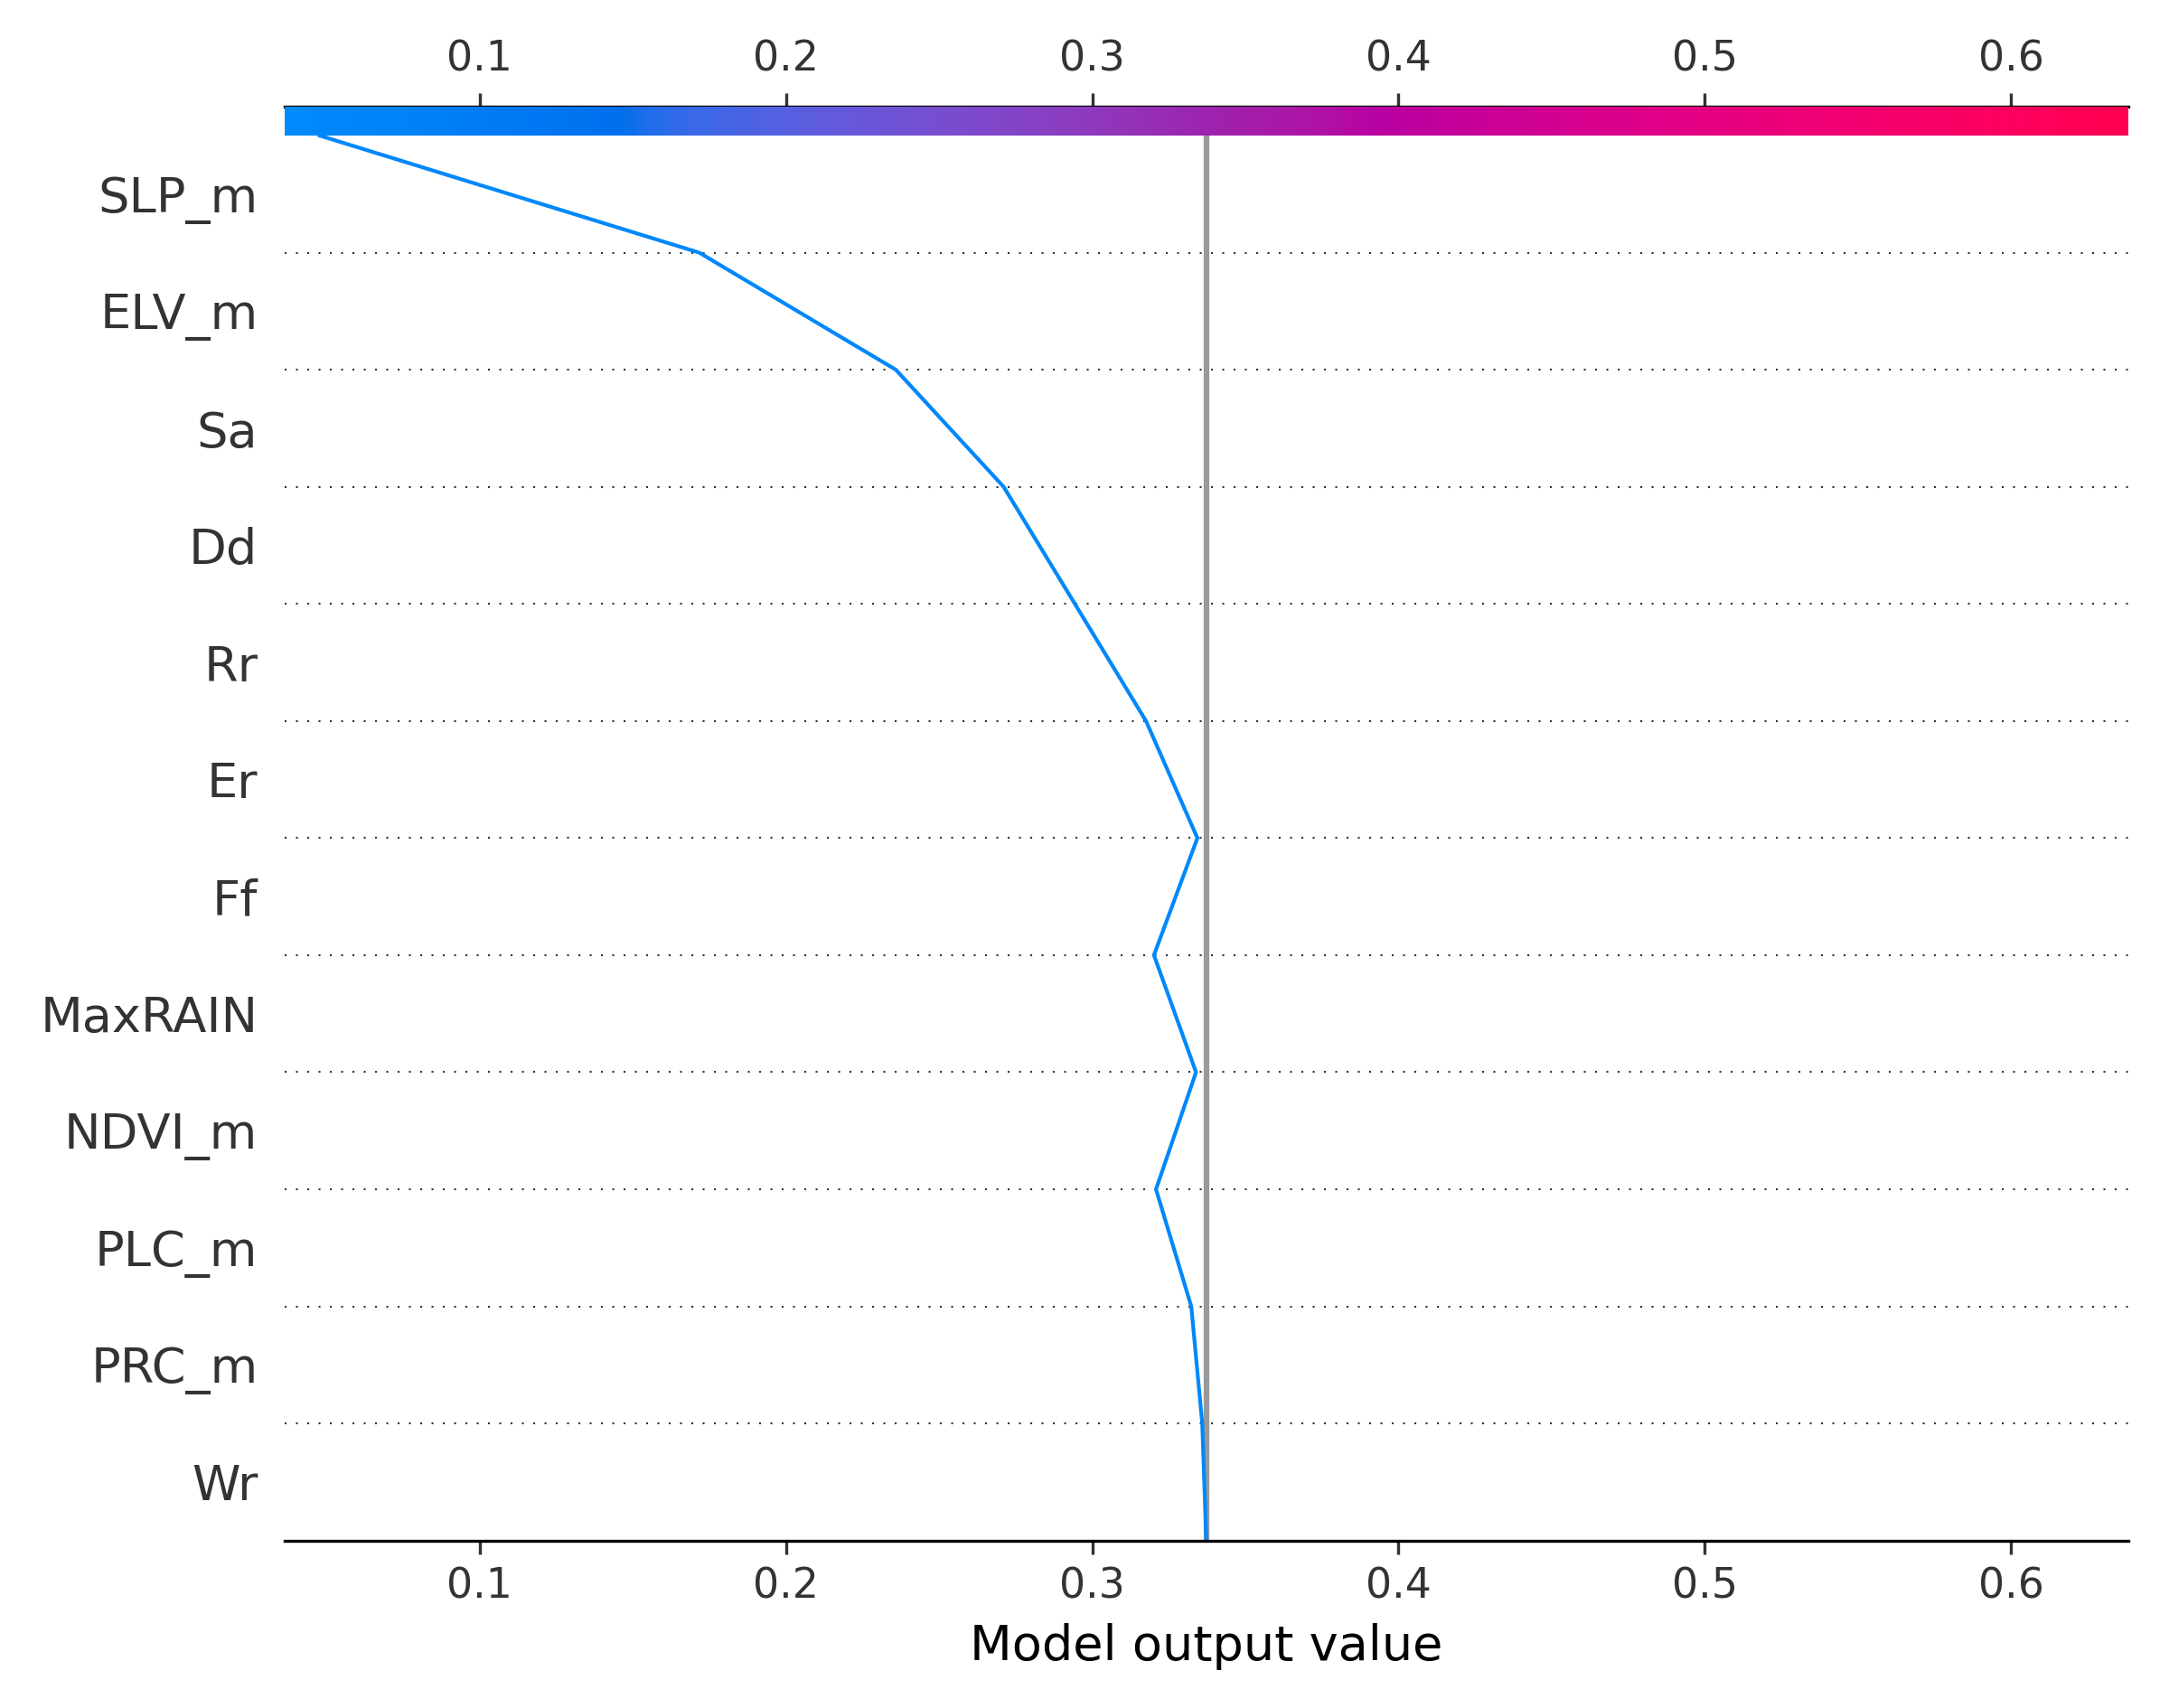 0.1 0.2 0.3 0.4 0.5 0.6
SLP_m
ELV_m
Sa
Dd
Rr
Er
Ff
MaxRAIN
NDVI_m
PLC_m
PRC_m
Wr
0.1 0.2 0.3 0.4 0.5 0.6
Model output value